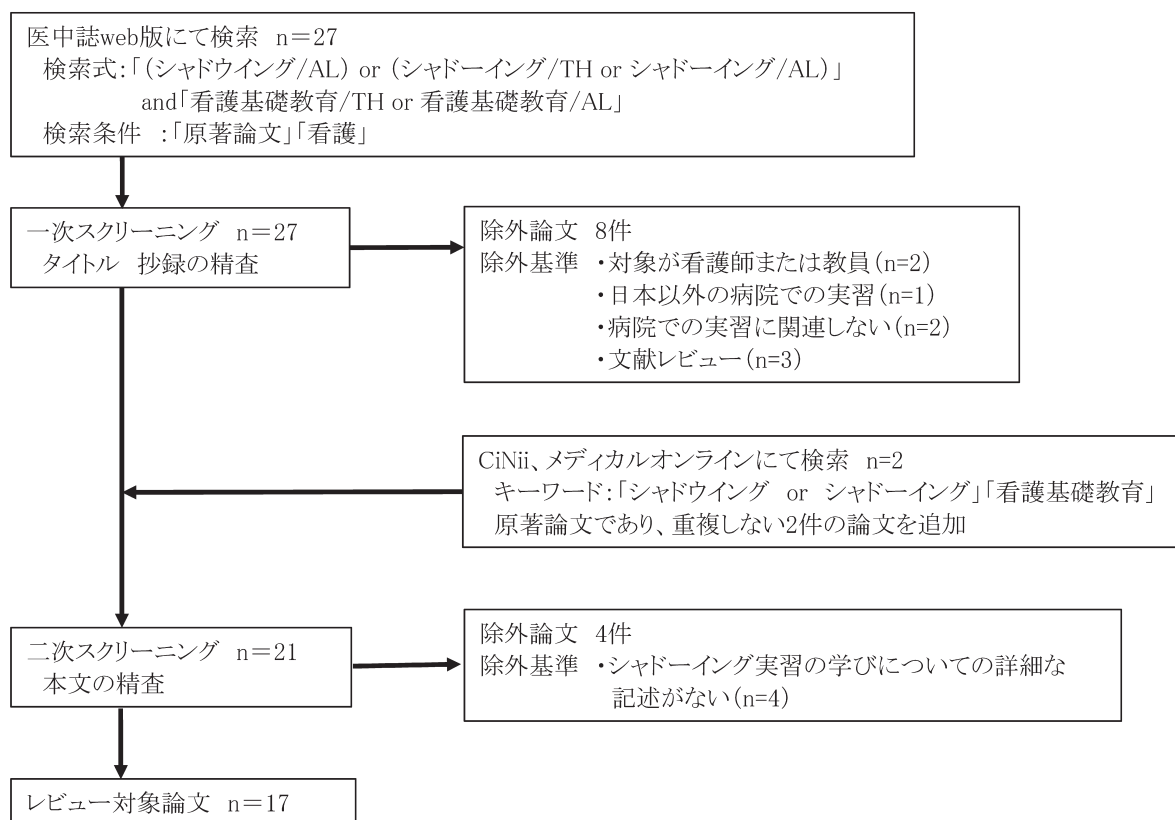 医中誌web版にて検索 n=27
検索式:「(シャドウイング/AL) or (シャドーイング/TH or シャドーイング/AL)」
and「看護基礎教育/TH or 看護基礎教育/AL」
検索条件 :「原著論文」「看護」
一次スクリーニング n=27
タイトル 抄録の精査
除外論文 8件
除外基準 ・対象が看護師または教員(n=2)
・日本以外の病院での実習(n=1)
・病院での実習に関連しない(n=2)
・文献レビュー(n=3)
CiNii、メディカルオンラインにて検索 n=2
キーワード:「シャドウイング or シャドーイング」「看護基礎教育」
原著論文であり、重複しない2件の論文を追加
二次スクリーニング n=21
本文の精査
除外論文 4件
除外基準 ・シャドーイング実習の学びについての詳細な
記述がない(n=4)
レビュー対象論文 n=17